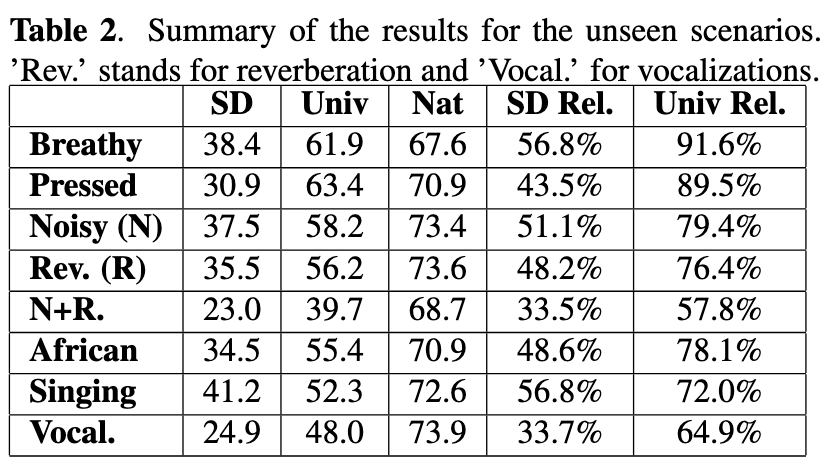 Table 2. Summary of the results for the unseen scenarios.
'Rev.' stands for reverberation and 'Vocal.' for vocalizations.
SD Univ Nat SD Rel. Univ Rel.
Breathy 38.4 61.9 67.6 56.8% 91.6%
Pressed 30.9 63.4 70.9 43.5% 89.5%
Noisy (N) 37.5 58.2 73.4 51.1% 79.4%
Rev. (R) 35.5 56.2 73.6 48.2% 76.4%
N+R. 23.0 39.7 68.7 33.5% 57.8%
African 34.5 55.4 70.9 48.6% 78.1%
Singing 41.2 52.3 72.6 56.8% 72.0%
Vocal. 24.9 48.0 73.9 33.7% 64.9%